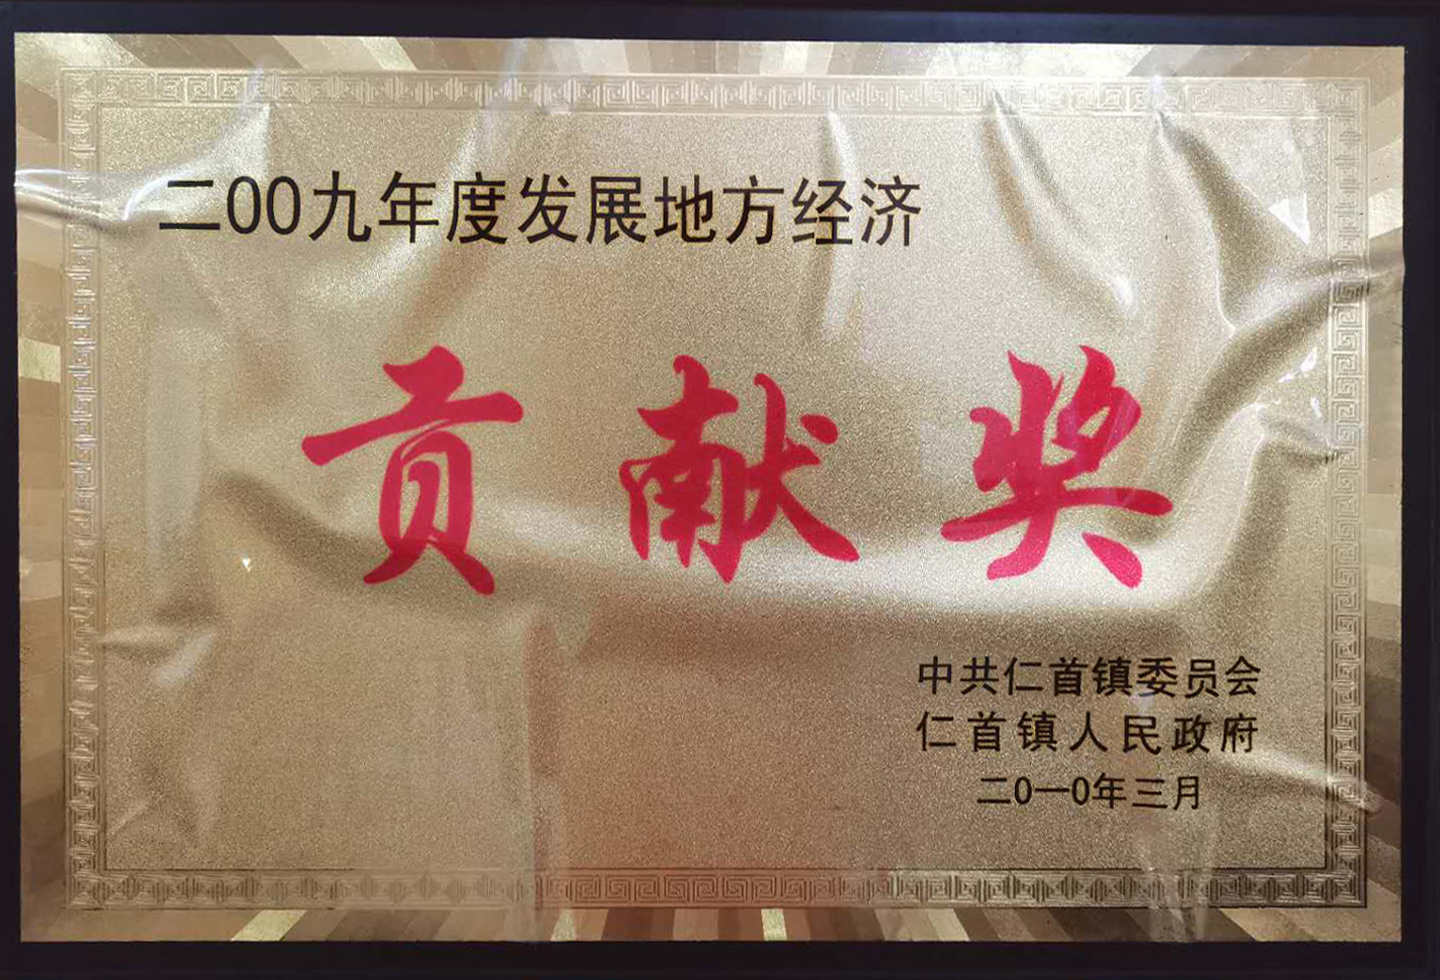 二00九年度发展地方经济
贡献奖
中共仁首镇委员会
仁首镇人民政府
二0一0年三月